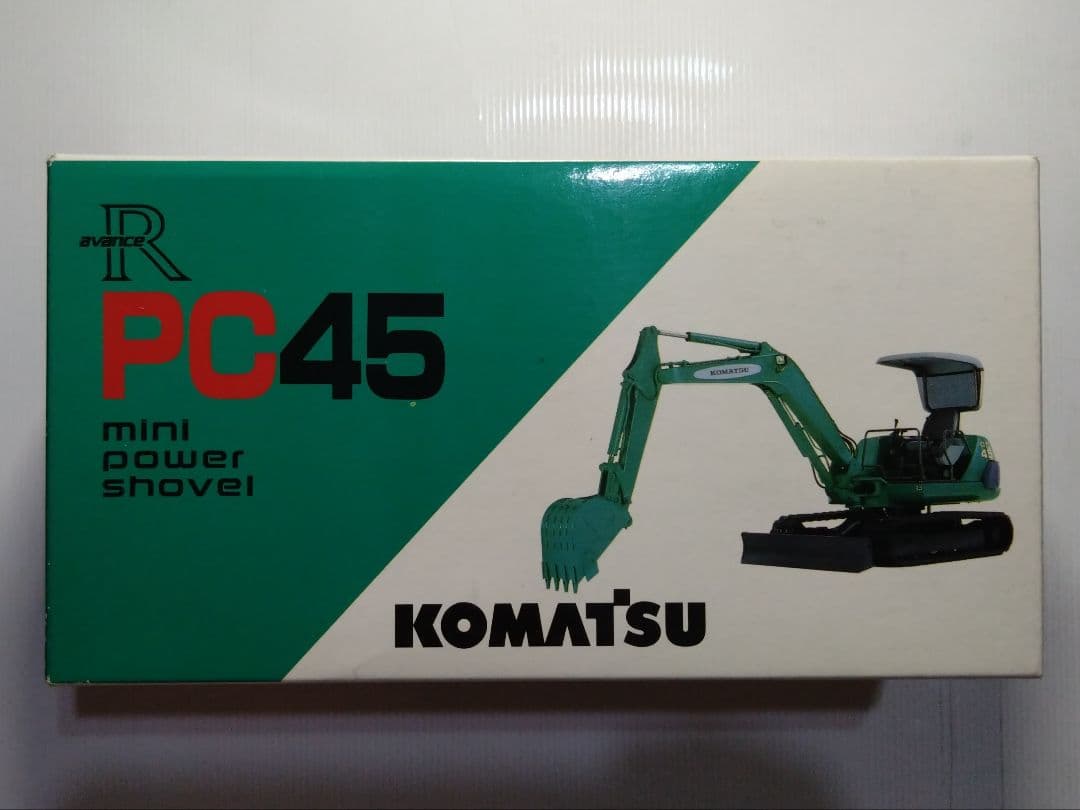 avance R
PC45
mini
power
shovel
KOMATSU
KOMATSU